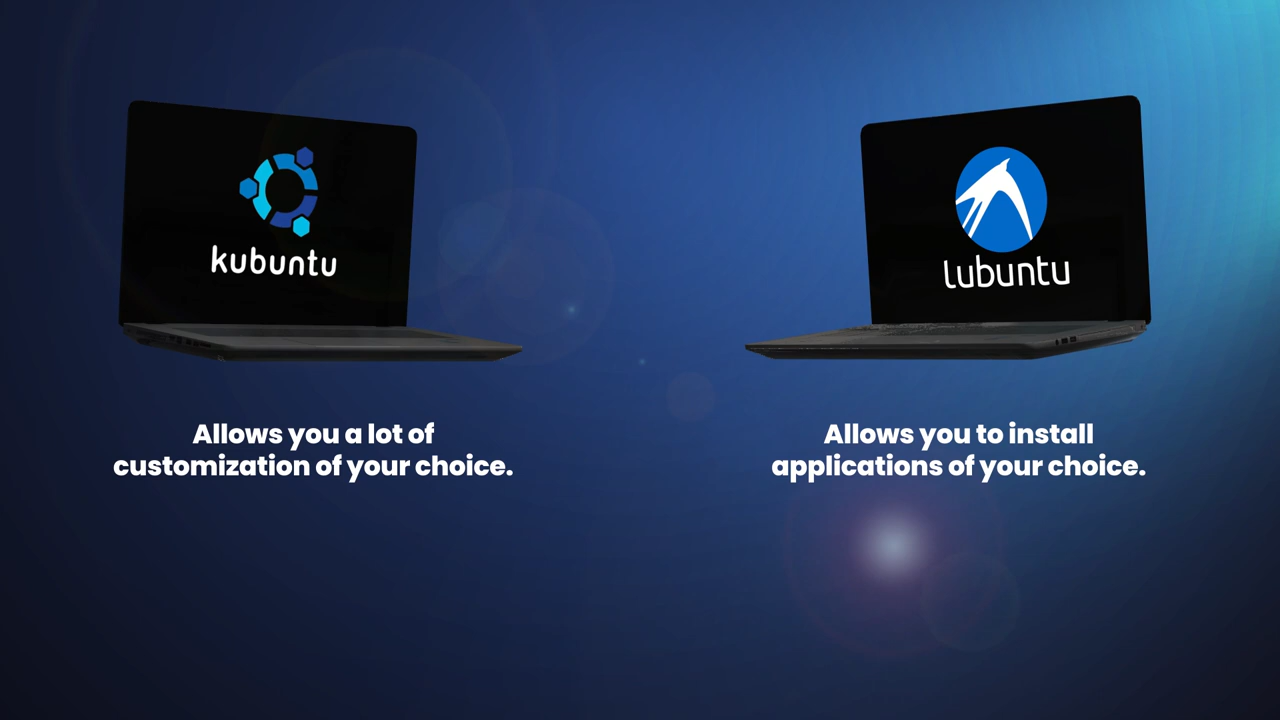 kubuntu
lubuntu
Allows you a lot of
customization of your choice.
Allows you to install
applications of your choice.